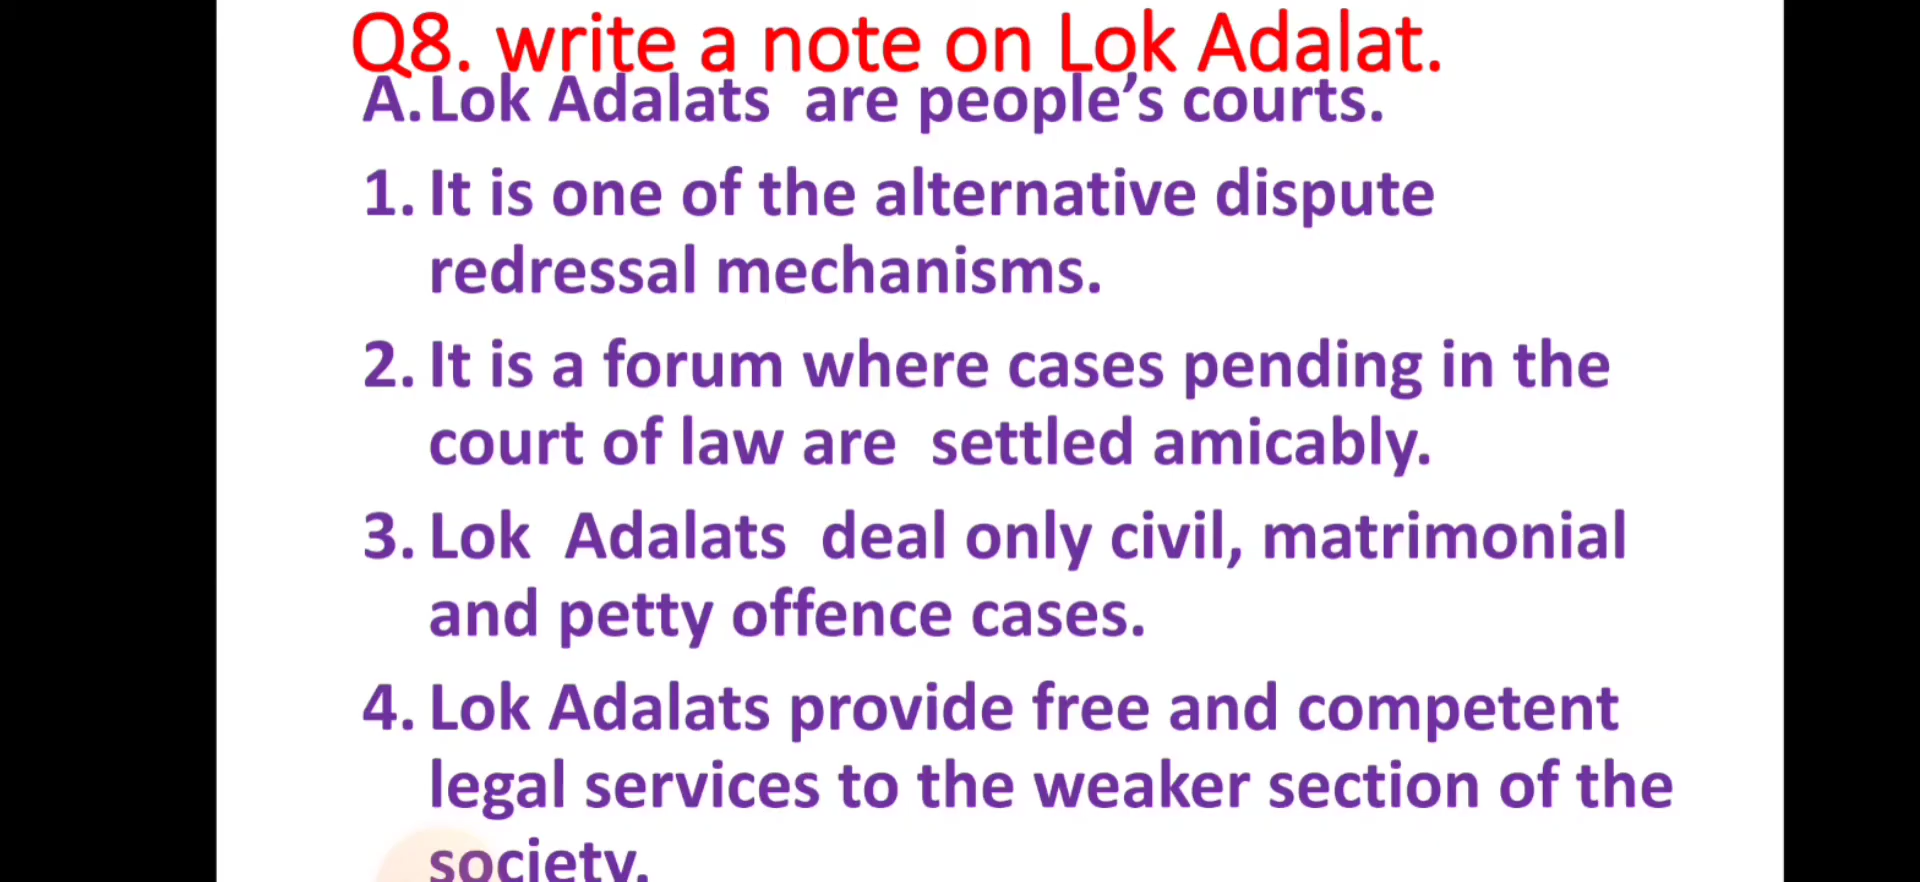 Q8. write a note on Lok Adalat.
A. Lok Adalats are people’s courts.
1. It is one of the alternative dispute
redressal mechanisms.
2. It is a forum where cases pending in the
court of law are settled amicably.
3. Lok Adalats deal only civil, matrimonial
and petty offence cases.
4. Lok Adalats provide free and competent
legal services to the weaker section of the
society.